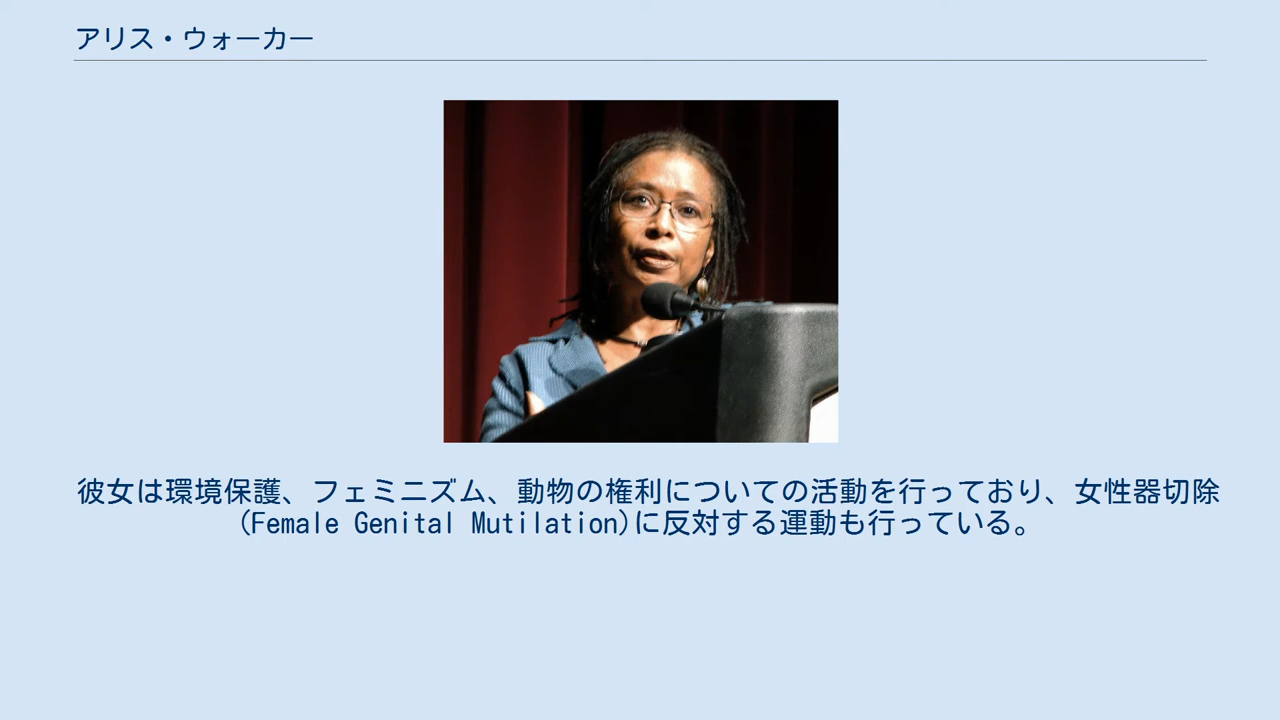 アリス・ウォーカー
彼女は環境保護、フェミニズム、動物の権利についての活動を行っており、女性器切除
(Female Genital Mutilation)に反対する運動も行っている。